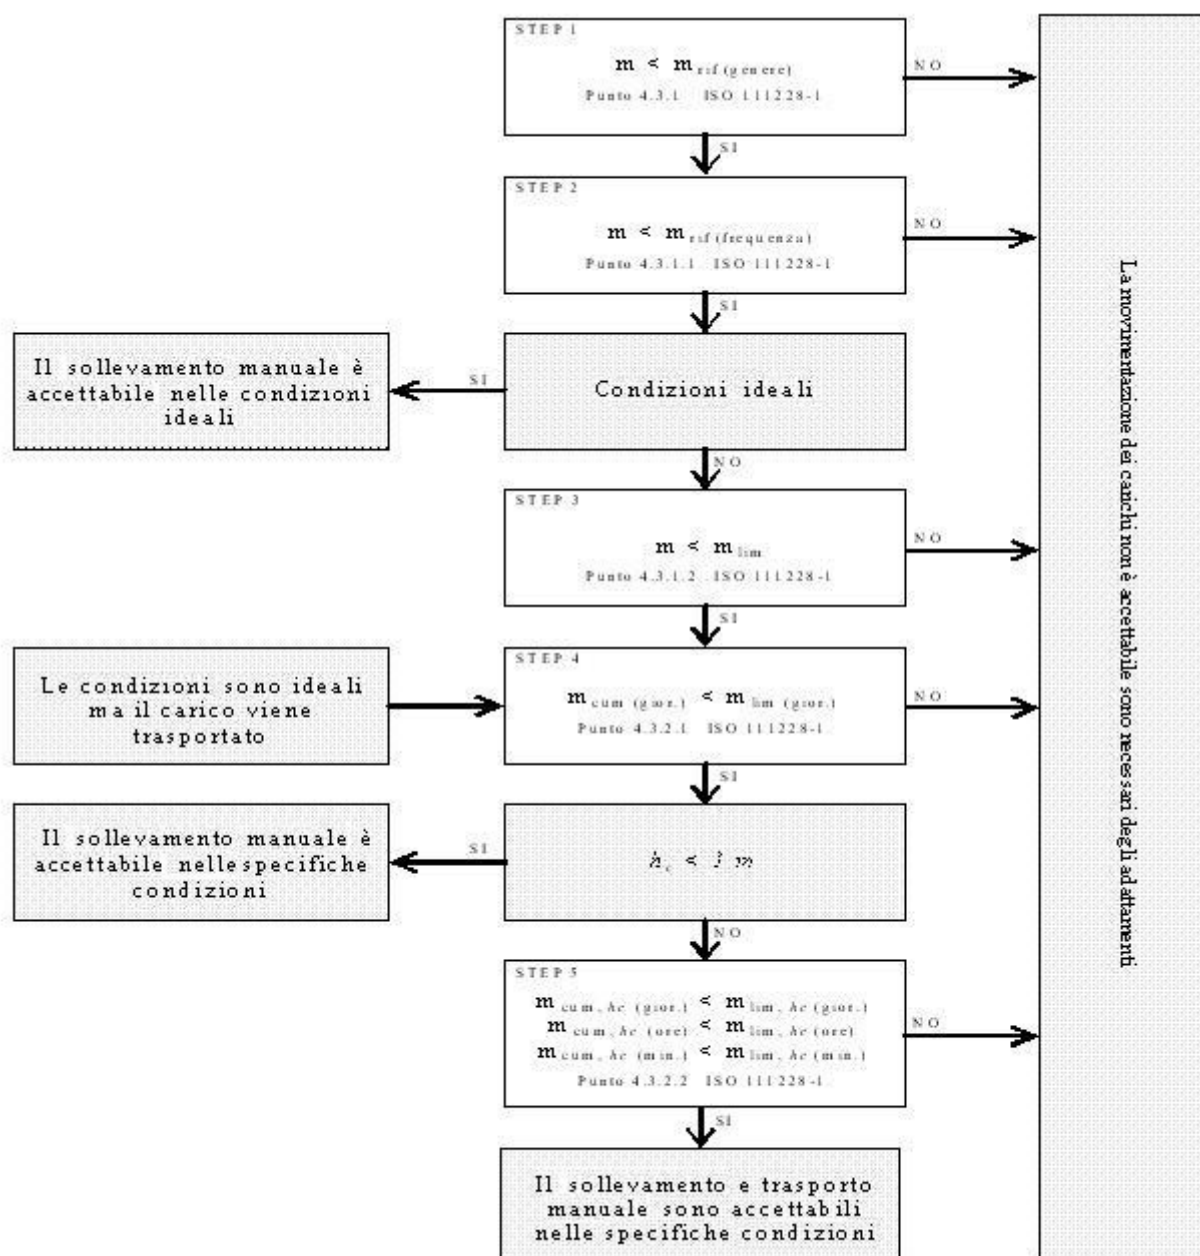 STEP 1
m < m rif (genere)
Punto 4.3.1 ISO 111228-1
NO
SI
STEP 2
m < m rif (frequenza)
Punto 4.3.1.1 ISO 111228-1
NO
SI
Il sollevamento manuale è
accettabile nelle condizioni
ideali
SI
Condizioni ideali
NO
STEP 3
m < m lim
Punto 4.3.1.2 ISO 111228-1
NO
SI
Le condizioni sono ideali
ma il carico viene
trasportato
STEP 4
m cum (gior.) < m lim (gior.)
Punto 4.3.2.1 ISO 111228-1
NO
SI
Il sollevamento manuale è
accettabile nelle specifiche
condizioni
SI
h c < 1 m
NO
STEP 5
m cum, hc (gior.) < m lim, hc (gior.)
m cum, hc (ore) < m lim, hc (ore)
m cum, hc (min.) < m lim, hc (min.)
Punto 4.3.2.2 ISO 111228-1
NO
SI
Il sollevamento e trasporto
manuale sono accettabili
nelle specifiche condizioni
La movimentazione dei carichi non è accettabile sono necessari degli adattamenti